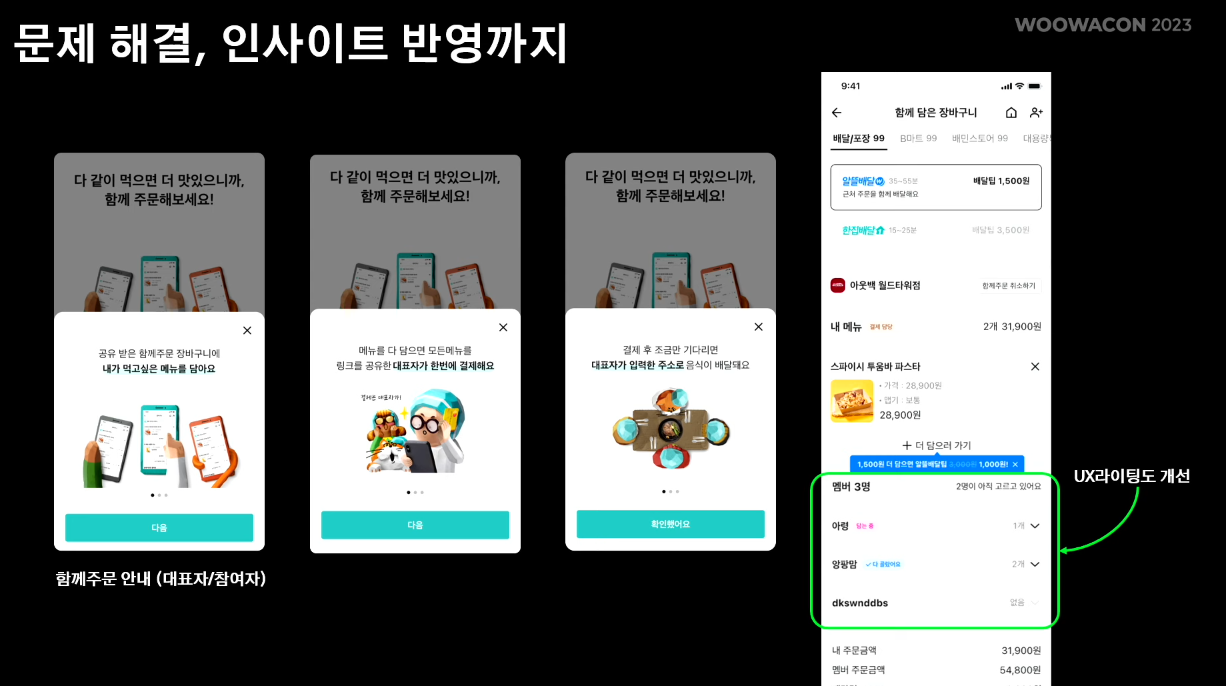 문제 해결, 인사이트 반영까지
WOOWACON 2023
다 같이 먹으면 더 맛있으니까,
함께 주문해보세요!
공유 받은 함께주문 장바구니에
내가 먹고싶은 메뉴를 담아요
다음
함께주문 안내 (대표자/참여자)
다 같이 먹으면 더 맛있으니까,
함께 주문해보세요!
메뉴를 다 담으면 모든메뉴를
링크를 공유한 대표자가 한번에 결제해요
결제는 대표자가!
다음
다 같이 먹으면 더 맛있으니까,
함께 주문해보세요!
결제 후 조금만 기다리면
대표자가 입력한 주소로 음식이 배달돼요
확인했어요
9:41
함께 담은 장바구니
배달/포장 99 B마트 99 배민스토어 99 대용량
알뜰배달 35~55분 배달팁 1,500원
근처 주문을 함께 배달해요
한집배달 15~25분 배달팁 3,500원
아웃백 월드타워점 함께주문 취소하기
내 메뉴 결제 담당 2개 31,900원
스파이시 투움바 파스타
• 가격 : 28,900원
• 맵기 : 보통
28,900원
+ 더 담으러 가기
1,500원 더 담으면 알뜰배달팁 1,000원!
멤버 3명 2명이 아직 고르고 있어요
아령 담는 중 1개
앙팡맘 다 골랐어요 2개
dkswnddbs 없음
내 주문금액 31,900원
멤버 주문금액 54,800원
UX라이팅도 개선